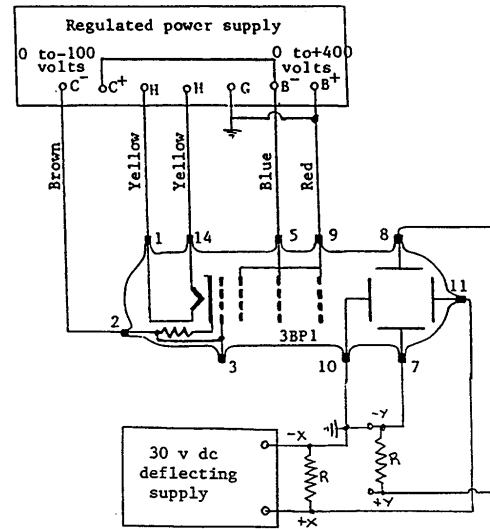 Regulated power supply
0 to-100
volts
0 to+400
volts
C⁻
C⁺
H
H
G
B⁻
B⁺
Brown
Yellow
Yellow
Blue
Red
1
14
5
9
8
11
2
3BP1
3
10
7
30 v dc
deflecting
supply
-X
R
+X
-Y
R
+Y